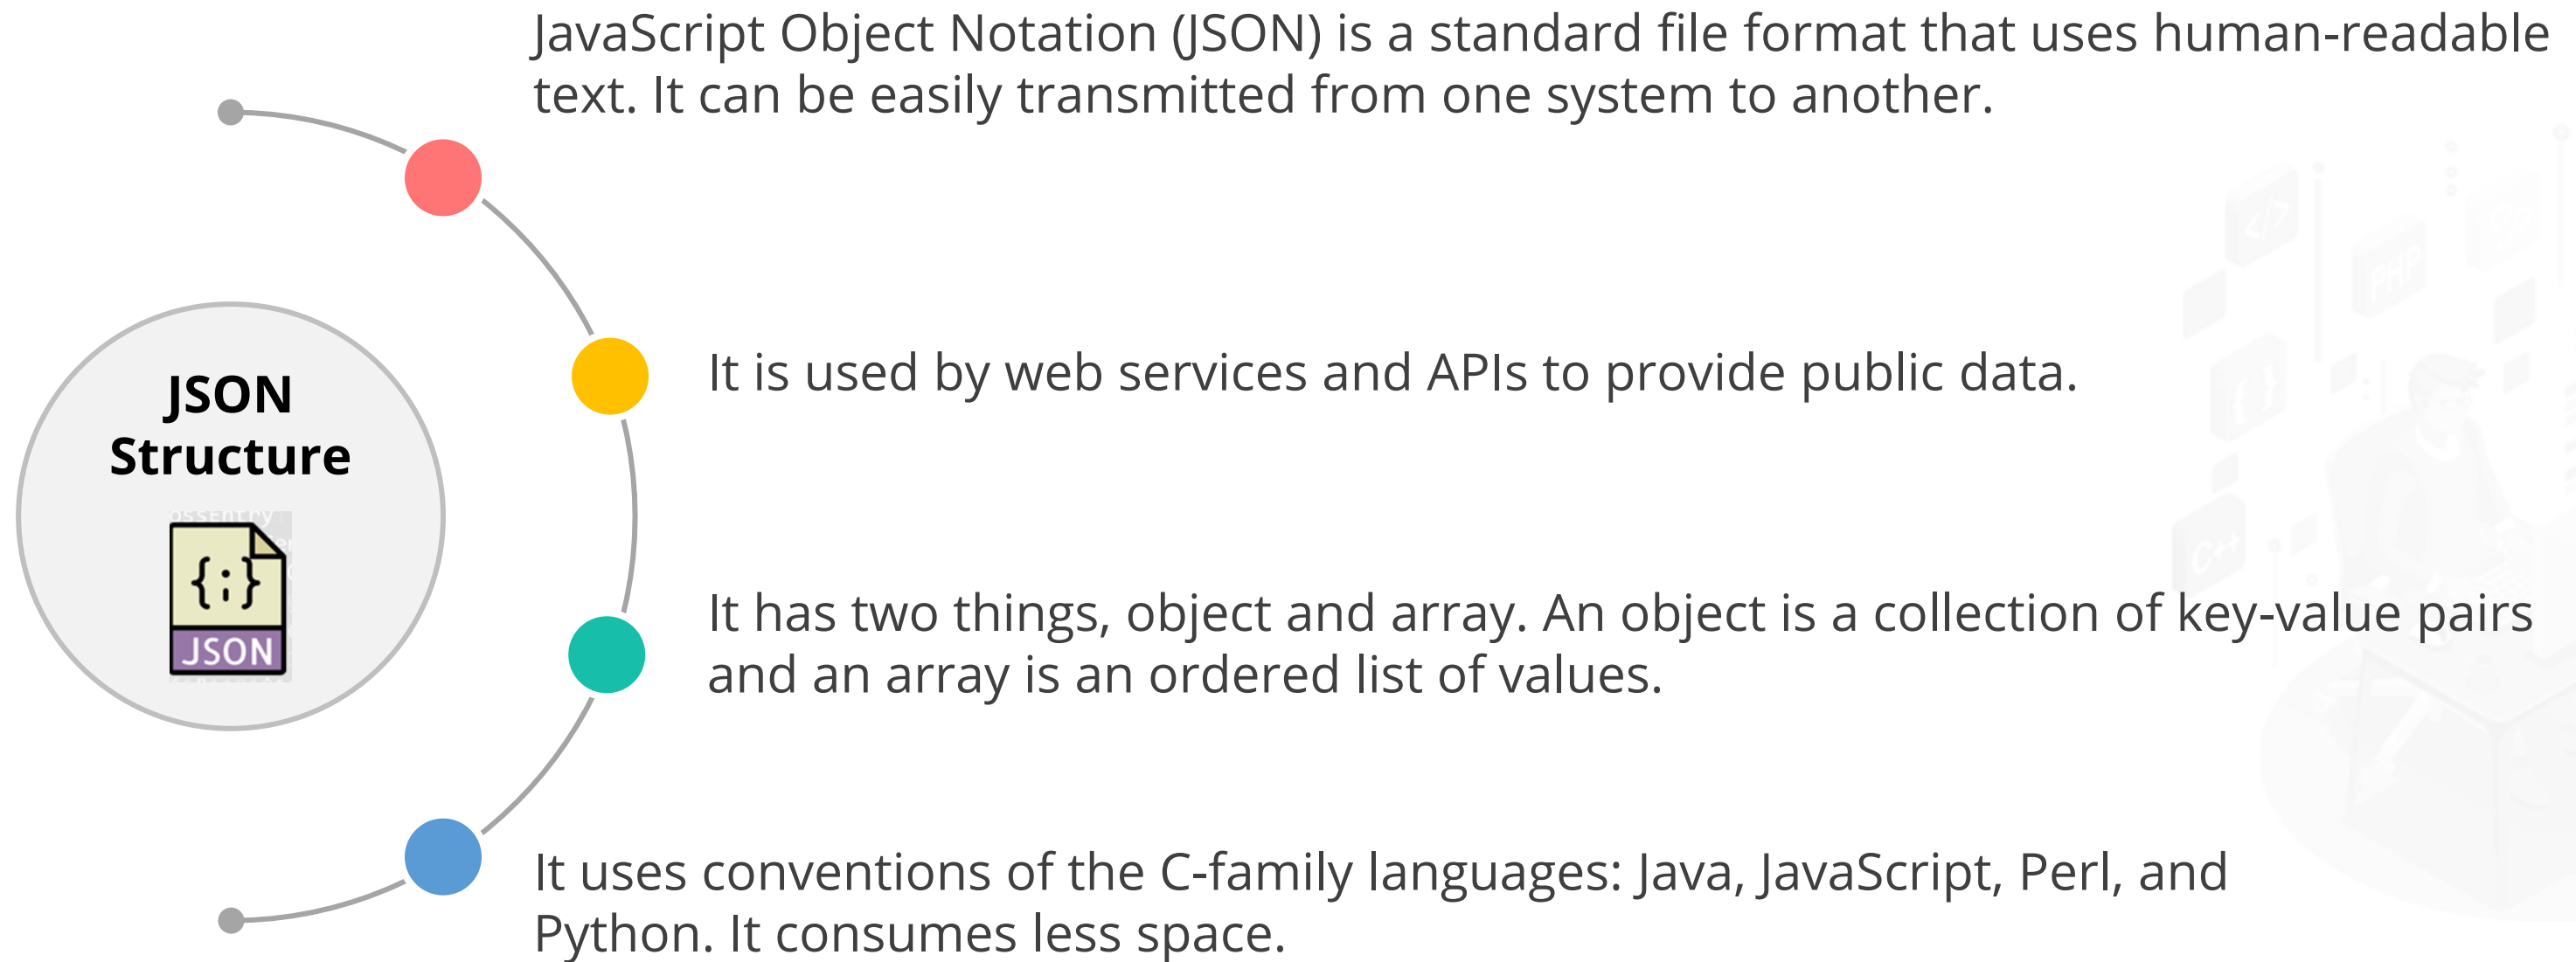 JavaScript Object Notation (JSON) is a standard file format that uses human-readable
text. It can be easily transmitted from one system to another.
It is used by web services and APIs to provide public data.
JSON
Structure
{;}
JSON
It has two things, object and array. An object is a collection of key-value pairs
and an array is an ordered list of values.
It uses conventions of the C-family languages: Java, JavaScript, Perl, and
Python. It consumes less space.
</>
PHP
{ }
C++